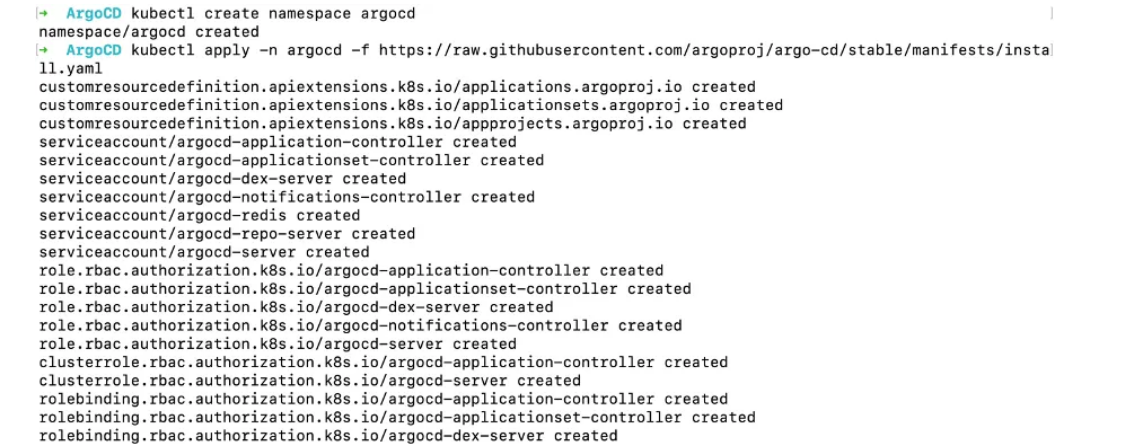 → ArgoCD kubectl create namespace argocd
namespace/argocd created
→ ArgoCD kubectl apply -n argocd -f https://raw.githubusercontent.com/argoproj/argo-cd/stable/manifests/insta
ll.yaml
customresourcedefinition.apiextensions.k8s.io/applications.argoproj.io created
customresourcedefinition.apiextensions.k8s.io/applicationsets.argoproj.io created
customresourcedefinition.apiextensions.k8s.io/appprojects.argoproj.io created
serviceaccount/argocd-application-controller created
serviceaccount/argocd-applicationset-controller created
serviceaccount/argocd-dex-server created
serviceaccount/argocd-notifications-controller created
serviceaccount/argocd-redis created
serviceaccount/argocd-repo-server created
serviceaccount/argocd-server created
role.rbac.authorization.k8s.io/argocd-application-controller created
role.rbac.authorization.k8s.io/argocd-applicationset-controller created
role.rbac.authorization.k8s.io/argocd-dex-server created
role.rbac.authorization.k8s.io/argocd-notifications-controller created
role.rbac.authorization.k8s.io/argocd-server created
clusterrole.rbac.authorization.k8s.io/argocd-application-controller created
clusterrole.rbac.authorization.k8s.io/argocd-server created
rolebinding.rbac.authorization.k8s.io/argocd-application-controller created
rolebinding.rbac.authorization.k8s.io/argocd-applicationset-controller created
rolebinding.rbac.authorization.k8s.io/argocd-dex-server created